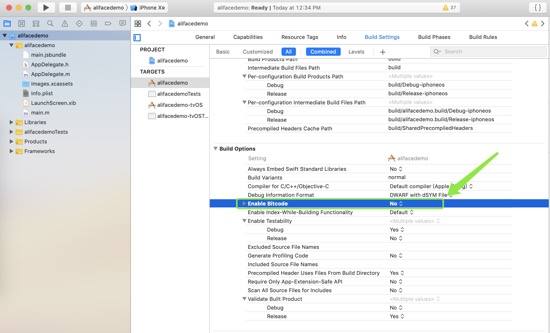 alifacedemo
iPhone Xʀ
alifacedemo: Ready | Today at 12:34 PM
27
alifacedemo
General
Capabilities
Resource Tags
Info
Build Settings
Build Phases
Build Rules
Basic
Customized
All
Combined
Levels
+
alifacedemo
alifacedemo
main.jsbundle
AppDelegate.h
AppDelegate.m
Images.xcassets
Info.plist
LaunchScreen.xib
main.m
Libraries
alifacedemoTests
Products
Frameworks
PROJECT
alifacedemo
TARGETS
alifacedemo
alifacedemoTests
alifacedemo-tvOS
alifacedemo-tvOST...
Build Products Path
build
Intermediate Build Files Path
build
Per-configuration Build Products Path
<Multiple values>
Debug
build/Debug-iphoneos
Release
build/Release-iphoneos
Per-configuration Intermediate Build Files Path
<Multiple values>
Debug
build/alifacedemo.build/Debug-iphoneos
Release
build/alifacedemo.build/Release-iphoneos
Precompiled Headers Cache Path
build/SharedPrecompiledHeaders
Build Options
Setting
alifacedemo
Always Embed Swift Standard Libraries
No
Build Variants
normal
Compiler for C/C++/Objective-C
Default compiler (Apple
Debug Information Format
DWARF with dSYM File
Enable Bitcode
No
Enable Index-While-Building Functionality
Default
Enable Testability
<Multiple values>
Debug
Yes
Release
No
Excluded Source File Names
Generate Profiling Code
No
Included Source File Names
Precompiled Header Uses Files From Build Directory
Yes
Require Only App-Extension-Safe API
No
Scan All Source Files for Includes
No
Validate Built Product
<Multiple values>
Debug
No
Release
Yes